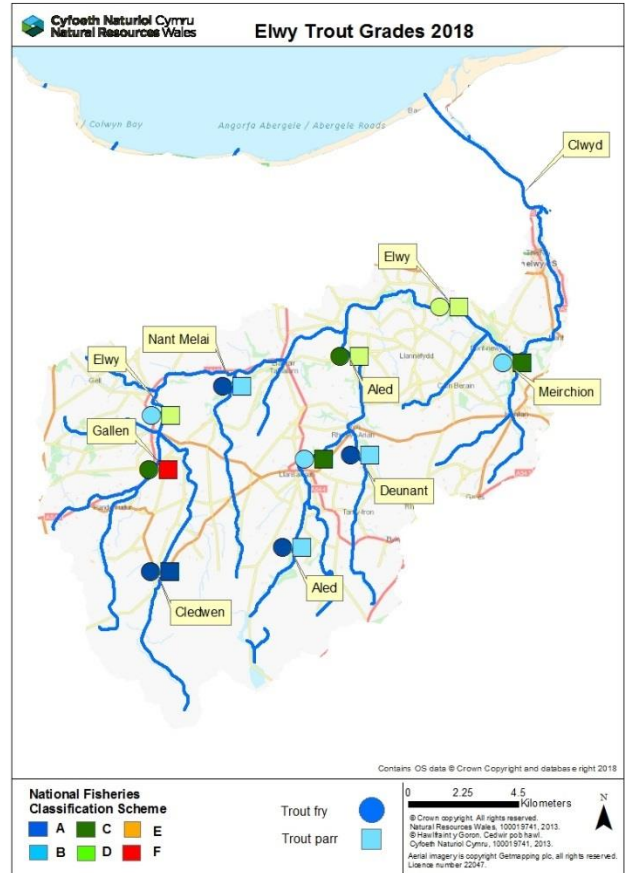 Cyfoeth Naturiol Cymru
Natural Resources Wales
Elwy Trout Grades 2018
/ Colwyn Bay
Angorfa Abergele / Abergele Roads
Clwyd
Elwy
Nant Melai
Elwy
Aled
Llannefydd
Meirchion
Gallen
Deunant
Aled
Cledwen
Contains OS data © Crown Copyright and database right 2018
National Fisheries
Classification Scheme
A C E
B D F
Trout fry
Trout parr
0 2.25 4.5
Kilometers
N
© Crown copyright. All rights reserved.
Natural Resources Wales, 100019741, 2013.
© Hawlfraint y Goron. Cedwir pob hawl.
Cyfoeth Naturiol Cymru, 100019741, 2013.
Aerial imagery is copyright Getmapping plc, all rights reserved.
Licence number 22047.